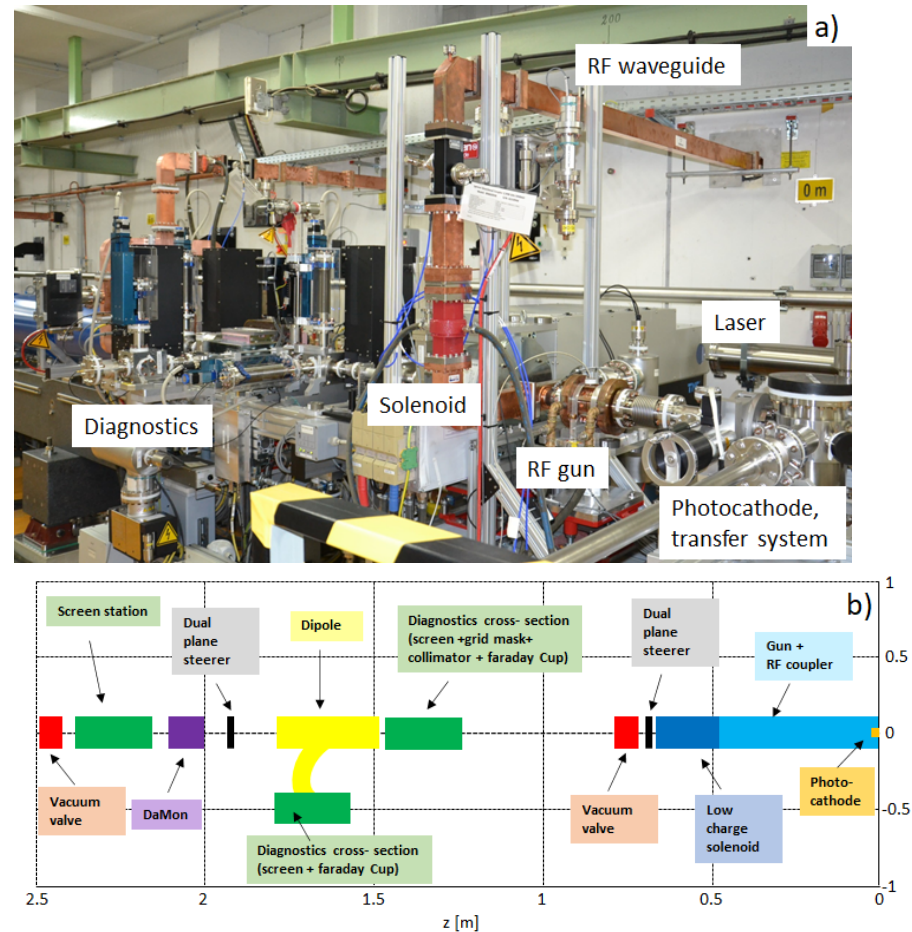 a)
RF waveguide
0 m
Laser
Solenoid
Diagnostics
RF gun
Photocathode,
transfer system
b)
1
0.5
0
-0.5
-1
Screen station
Dual
plane
steerer
Dipole
Diagnostics cross- section
(screen +grid mask+
collimator + faraday Cup)
Dual
plane
steerer
Gun +
RF coupler
Vacuum
valve
DaMon
Diagnostics cross- section
(screen + faraday Cup)
Vacuum
valve
Low
charge
solenoid
Photo-
cathode
2.5
2
1.5
1
0.5
0
z [m]